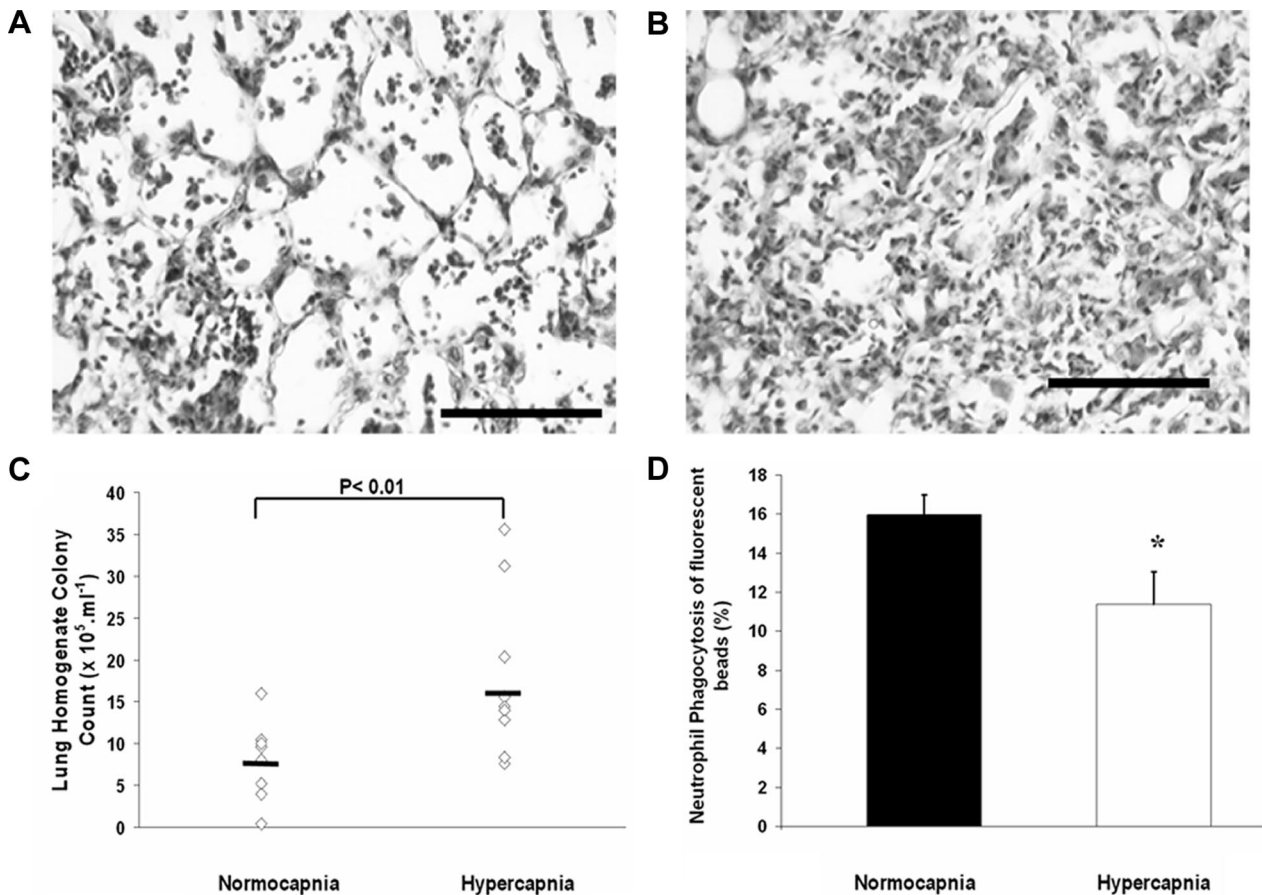 A
B
C
P< 0.01
Lung Homogenate Colony
Count (x 10⁵.ml⁻¹)
40
35
30
25
20
15
10
5
0
Normocapnia
Hypercapnia
D
Neutrophil Phagocytosis of fluorescent
beads (%)
18
16
14
12
10
8
6
4
2
0
*
Normocapnia
Hypercapnia